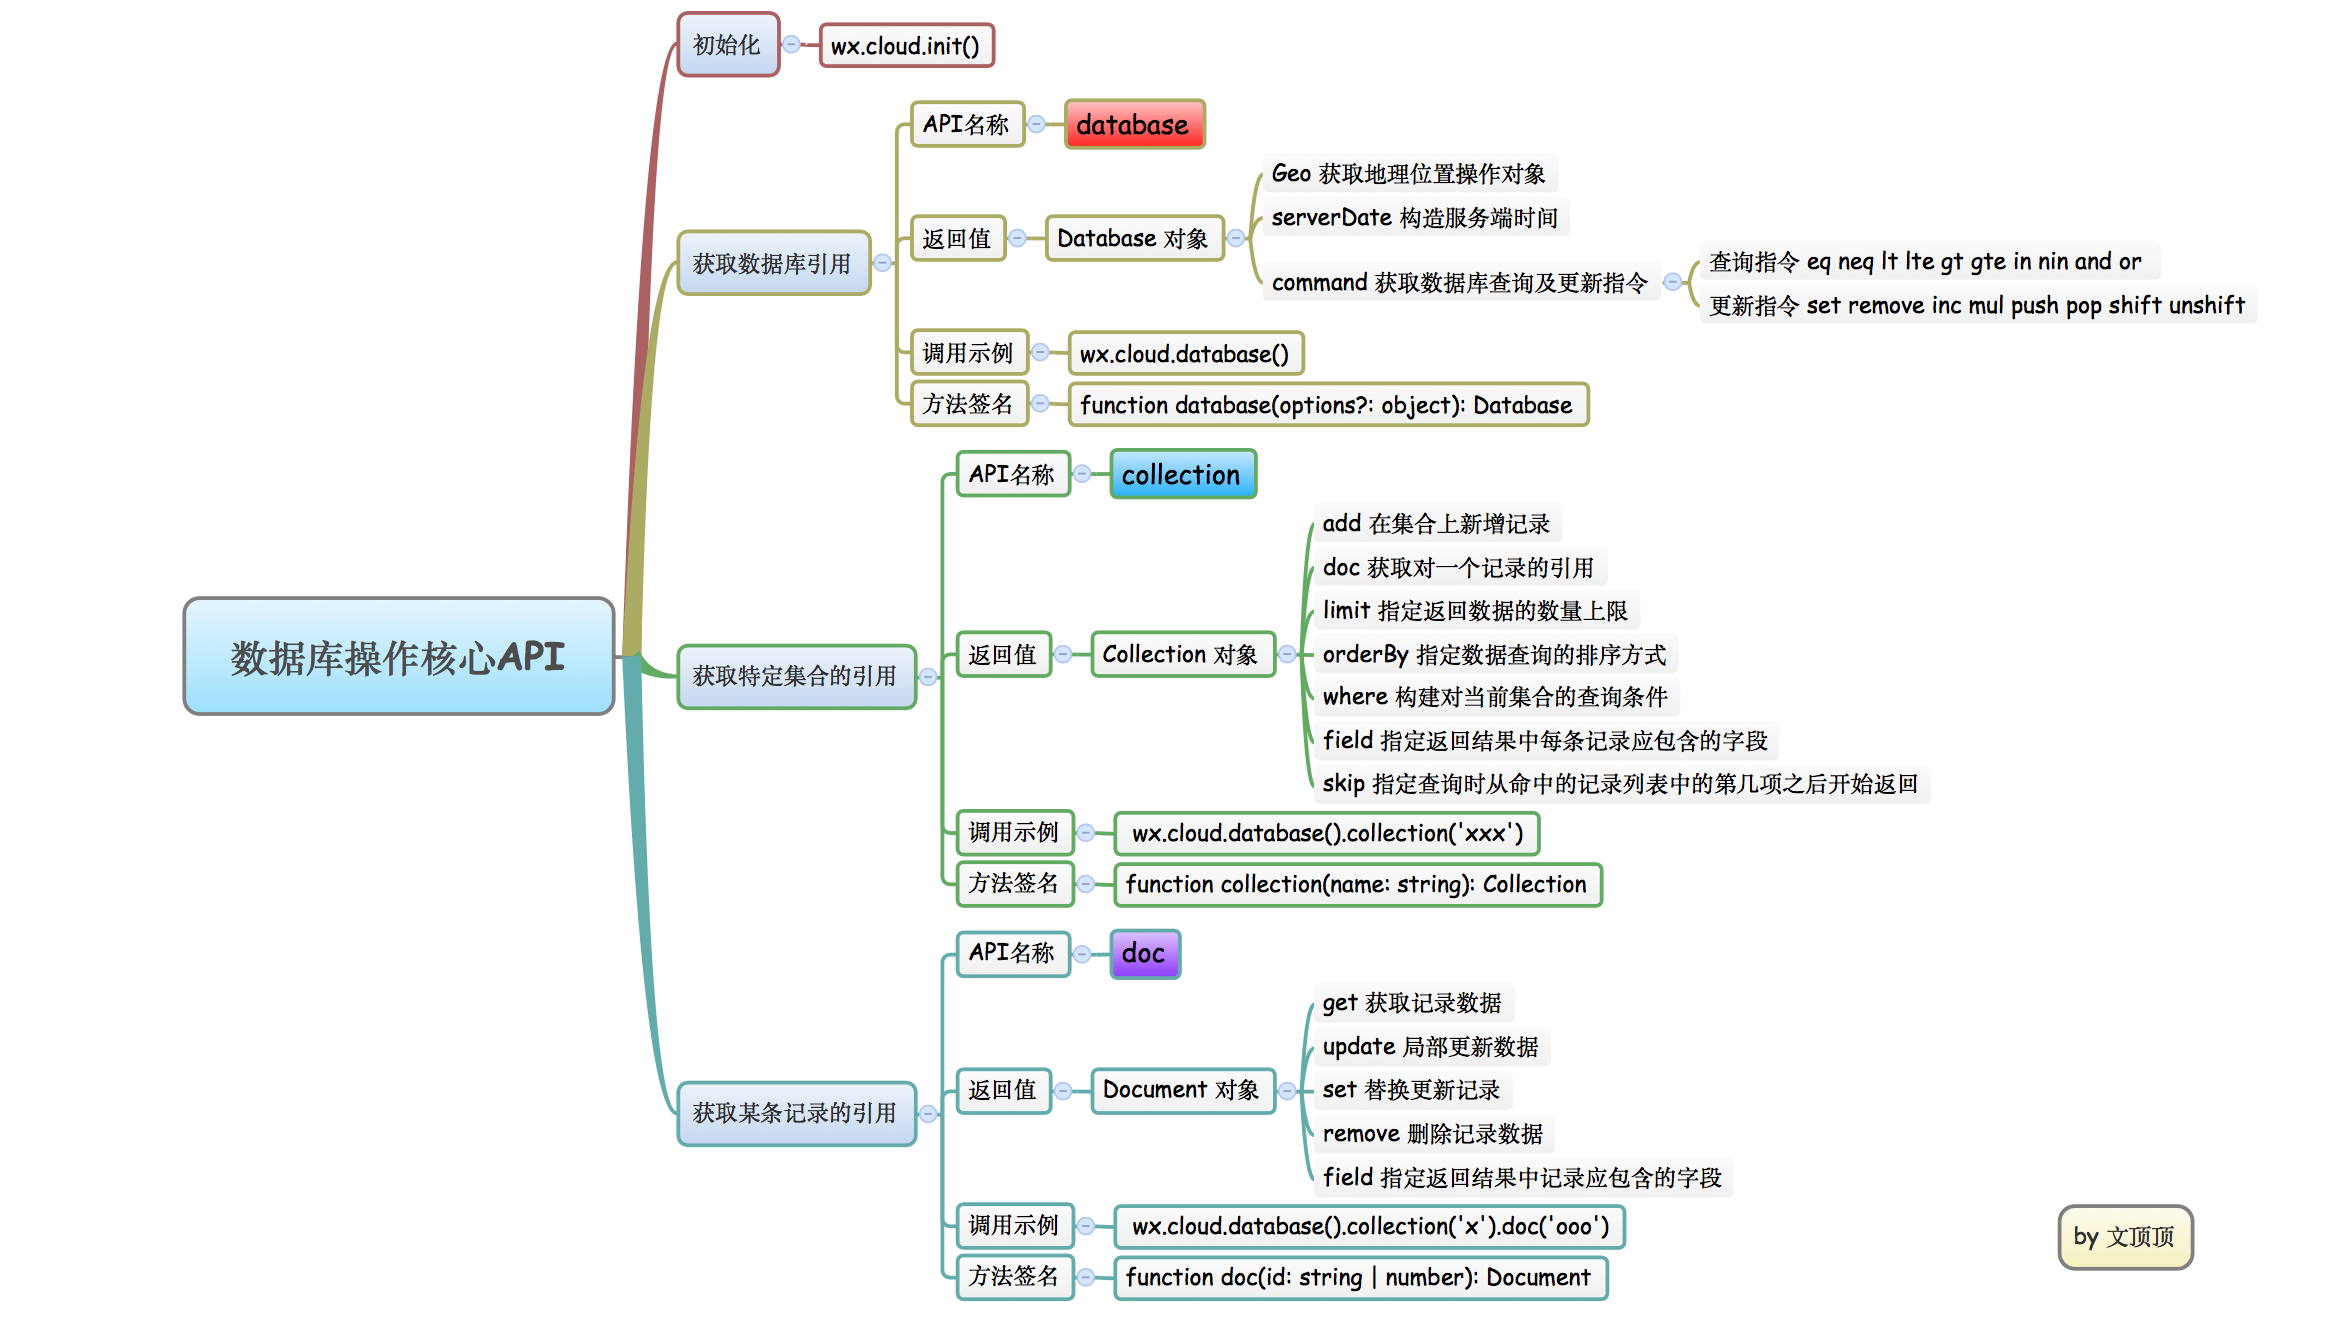 初始化
wx.cloud.init()
API名称
database
Geo 获取地理位置操作对象
serverDate 构造服务端时间
获取数据库引用
返回值
Database 对象
command 获取数据库查询及更新指令
查询指令 eq neq lt lte gt gte in nin and or
更新指令 set remove inc mul push pop shift unshift
调用示例
wx.cloud.database()
方法签名
function database(options?: object): Database
数据库操作核心API
API名称
collection
add 在集合上新增记录
doc 获取对一个记录的引用
limit 指定返回数据的数量上限
获取特定集合的引用
返回值
Collection 对象
orderBy 指定数据查询的排序方式
where 构建对当前集合的查询条件
field 指定返回结果中每条记录应包含的字段
skip 指定查询时从命中的记录列表中的第几项之后开始返回
调用示例
wx.cloud.database().collection('xxx')
方法签名
function collection(name: string): Collection
API名称
doc
get 获取记录数据
update 局部更新数据
获取某条记录的引用
返回值
Document 对象
set 替换更新记录
remove 删除记录数据
field 指定返回结果中记录应包含的字段
调用示例
wx.cloud.database().collection('x').doc('ooo')
方法签名
function doc(id: string | number): Document
by 文顶顶